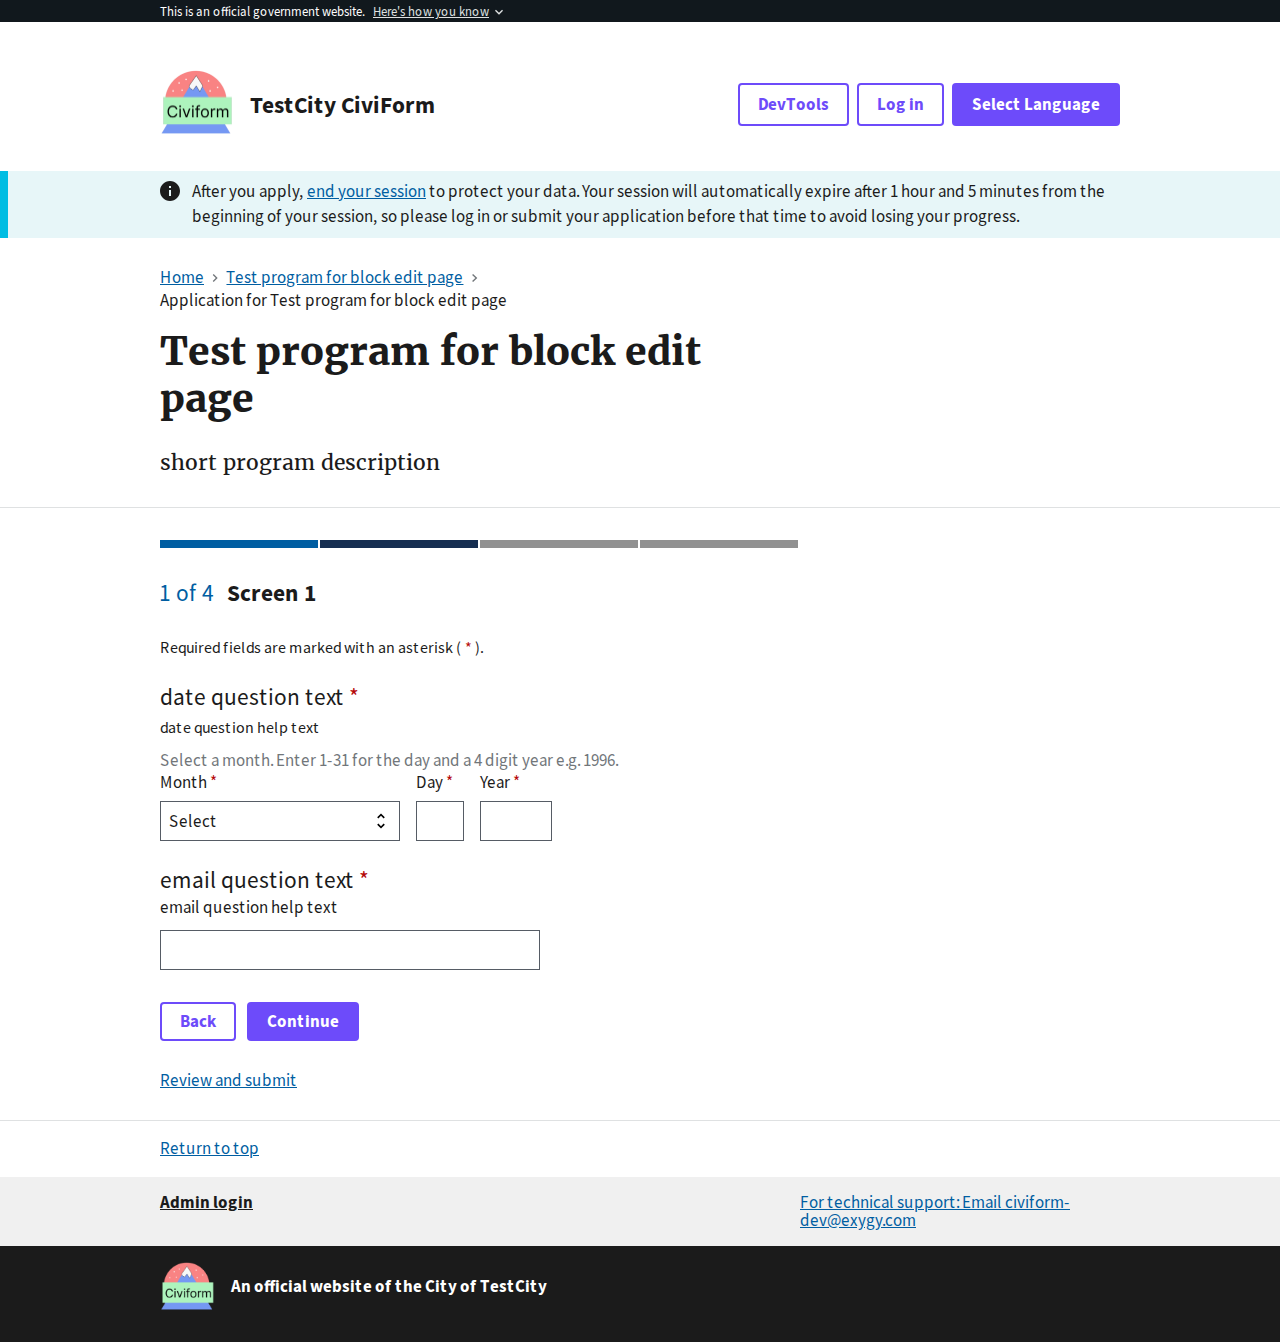 This is an official government website. Here's how you know
Civiform
TestCity CiviForm
DevTools
Log in
Select Language
After you apply, end your session to protect your data. Your session will automatically expire after 1 hour and 5 minutes from the
beginning of your session, so please log in or submit your application before that time to avoid losing your progress.
Home > Test program for block edit page >
Application for Test program for block edit page
Test program for block edit
page
short program description
1 of 4 Screen 1
Required fields are marked with an asterisk ( * ).
date question text *
date question help text
Select a month. Enter 1-31 for the day and a 4 digit year e.g. 1996.
Month * Day * Year *
Select
email question text *
email question help text
Back
Continue
Review and submit
Return to top
Admin login
For technical support: Email civiform-
dev@exygy.com
Civiform
An official website of the City of TestCity